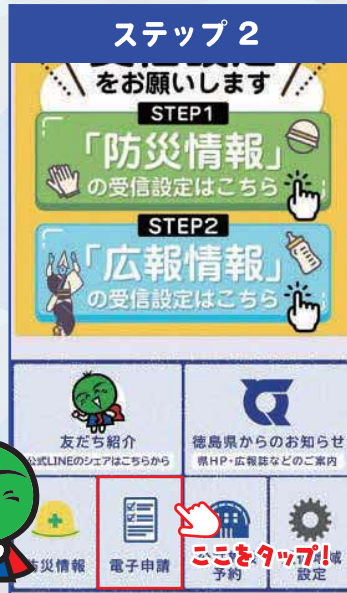 ステップ 2
をお願いします
STEP1
「防災情報」
の受信設定はこちら
STEP2
「広報情報」
の受信設定はこちら
友だち紹介
公式LINEのシェアはこちらから
徳島県からのお知らせ
県HP・広報誌などのご案内
災情報
電子申請
ここをタップ!
予約
設定